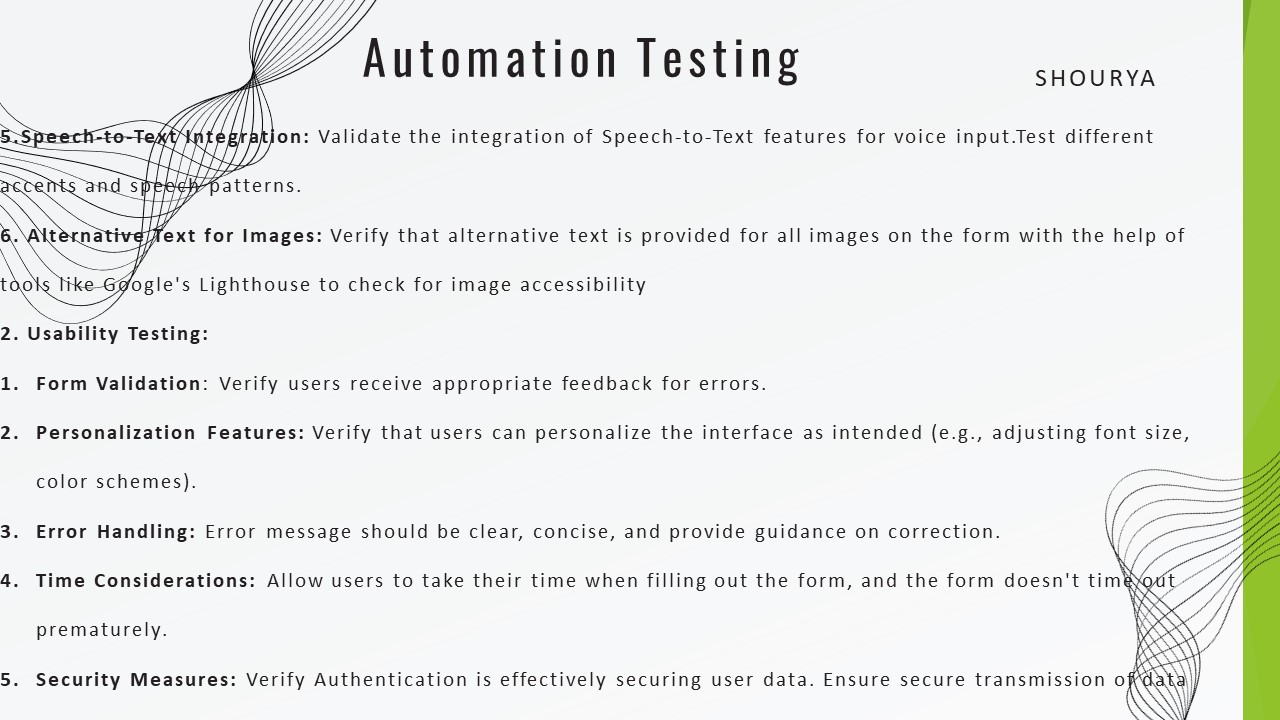 Automation Testing
SHOURYA
5.Speech-to-Text Integration: Validate the integration of Speech-to-Text features for voice input.Test different
accents and speech patterns.
6. Alternative Text for Images: Verify that alternative text is provided for all images on the form with the help of
tools like Google's Lighthouse to check for image accessibility
2. Usability Testing:
1. Form Validation: Verify users receive appropriate feedback for errors.
2. Personalization Features: Verify that users can personalize the interface as intended (e.g., adjusting font size,
color schemes).
3. Error Handling: Error message should be clear, concise, and provide guidance on correction.
4. Time Considerations: Allow users to take their time when filling out the form, and the form doesn't time out
prematurely.
5. Security Measures: Verify Authentication is effectively securing user data. Ensure secure transmission of data